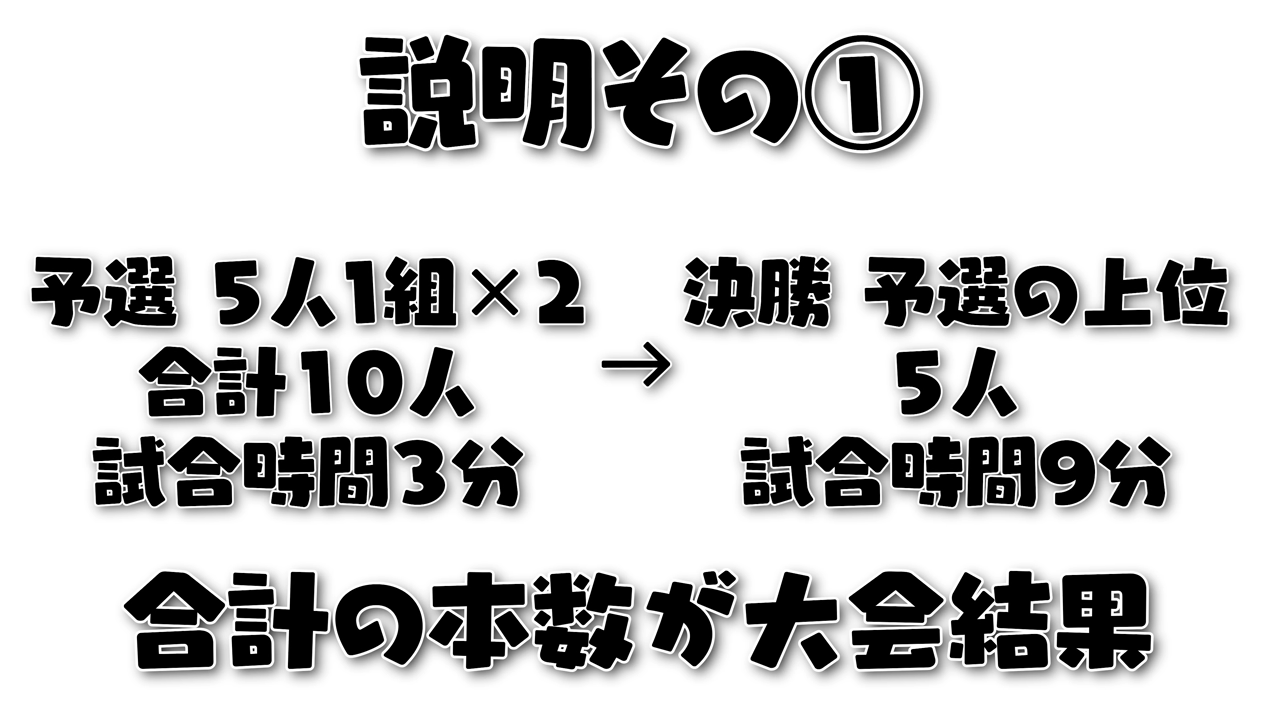 説明その①
予選 5人1組×2
合計10人
試合時間3分
→
決勝 予選の上位
5人
試合時間9分
合計の本数が大会結果